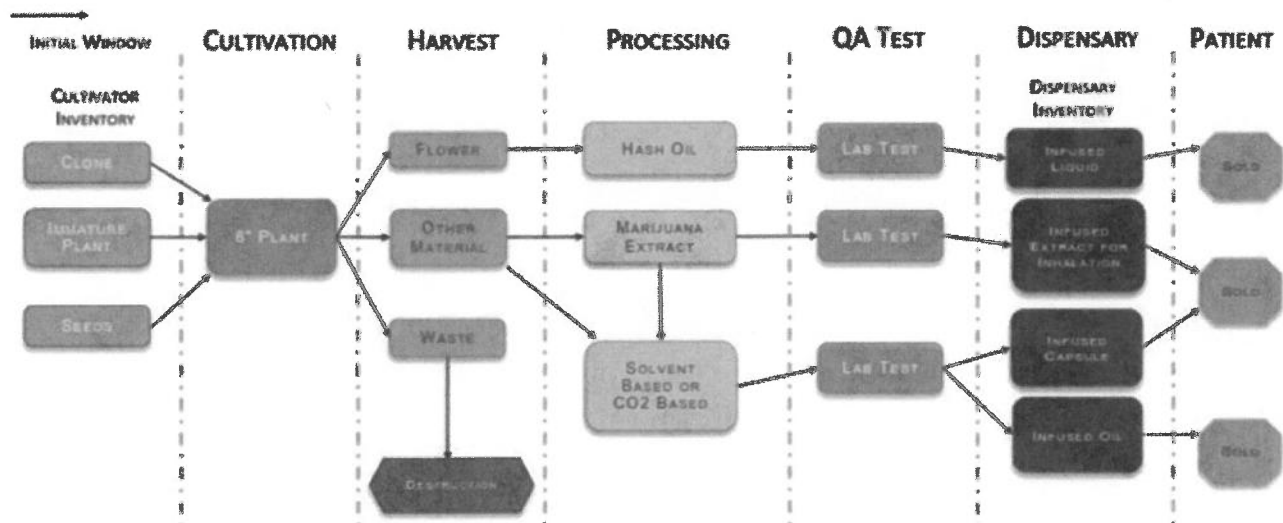 INITIAL WINDOW
CULTIVATION
HARVEST
PROCESSING
QA TEST
DISPENSARY
PATIENT
CULTIVATOR
INVENTORY
DISPENSARY
INVENTORY
CLONE
FLOWER
HASH OIL
LAB TEST
INFUSED
LIQUID
SOLD
IMMATURE
PLANT
6" PLANT
OTHER
MATERIAL
MARIJUANA
EXTRACT
LAB TEST
INFUSED
EXTRACT FOR
INHALATION
SOLD
SEEDS
WASTE
SOLVENT
BASED OR
CO2 BASED
LAB TEST
INFUSED
CAPSULE
INFUSED OIL
SOLD
DESTRUCTION